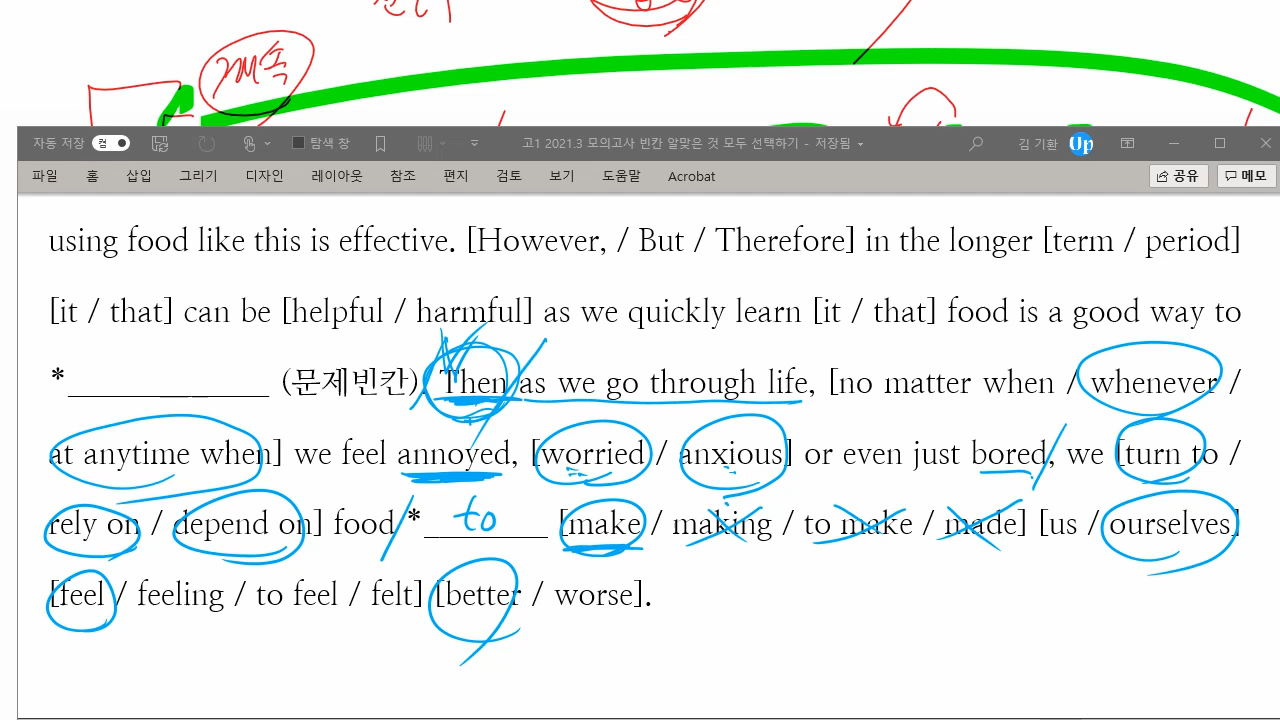 계속
자동 저장 컴 탐색 창 고1 2021.3 모의고사 빈칸 알맞은 것 모두 선택하기 - 저장됨 김 기환 Up
파일 홈 삽입 그리기 디자인 레이아웃 참조 편지 검토 보기 도움말 Acrobat 공유 메모
using food like this is effective. [However, / But / Therefore] in the longer [term / period]
[it / that] can be [helpful / harmful] as we quickly learn [it / that] food is a good way to
*__________ (문제빈칸). Then as we go through life, [no matter when / whenever /
at anytime when] we feel annoyed, [worried / anxious] or even just bored, we [turn to /
rely on / depend on] food *___to___ [make / making / to make / made] [us / ourselves]
[feel / feeling / to feel / felt] [better / worse].